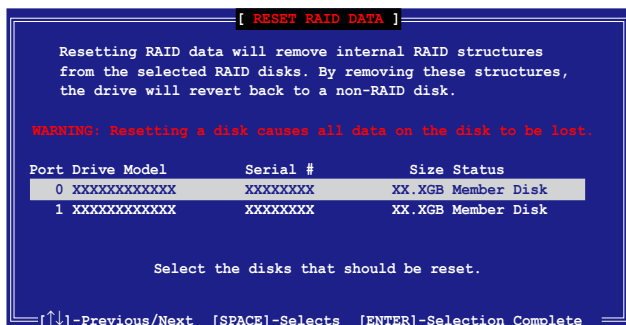 [ RESET RAID DATA ]
Resetting RAID data will remove internal RAID structures
from the selected RAID disks. By removing these structures,
the drive will revert back to a non-RAID disk.
WARNING: Resetting a disk causes all data on the disk to be lost.
Port Drive Model Serial # Size Status
0 XXXXXXXXXXXX XXXXXXXX XX.XGB Member Disk
1 XXXXXXXXXXXX XXXXXXXX XX.XGB Member Disk
Select the disks that should be reset.
[↑↓]-Previous/Next [SPACE]-Selects [ENTER]-Selection Complete